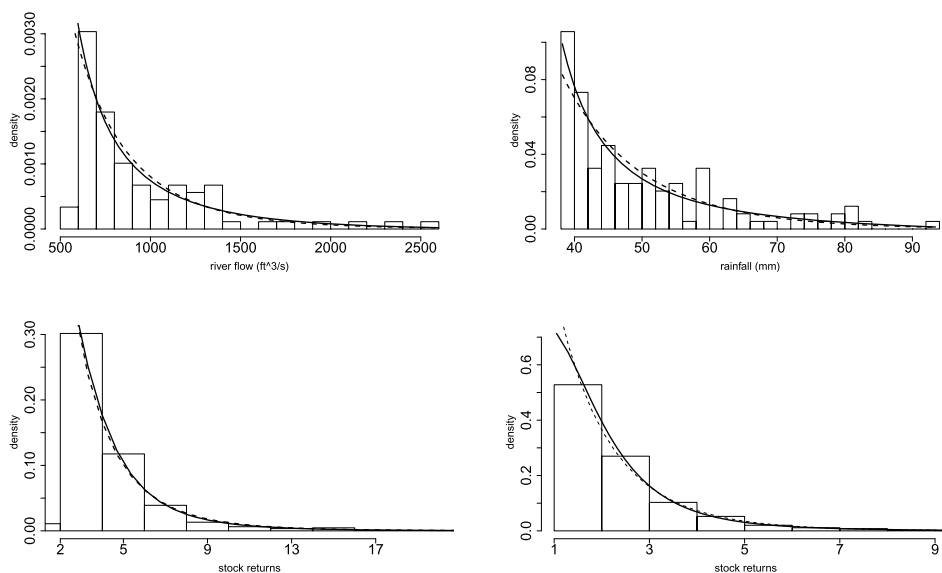 0.0000 0.0010 0.0020 0.0030
density
500 1000 1500 2000 2500
river flow (ft^3/s)
0.00 0.04 0.08
density
40 50 60 70 80 90
rainfall (mm)
0.00 0.10 0.20 0.30
density
2 5 9 13 17
stock returns
0.0 0.2 0.4 0.6
density
1 3 5 7 9
stock returns